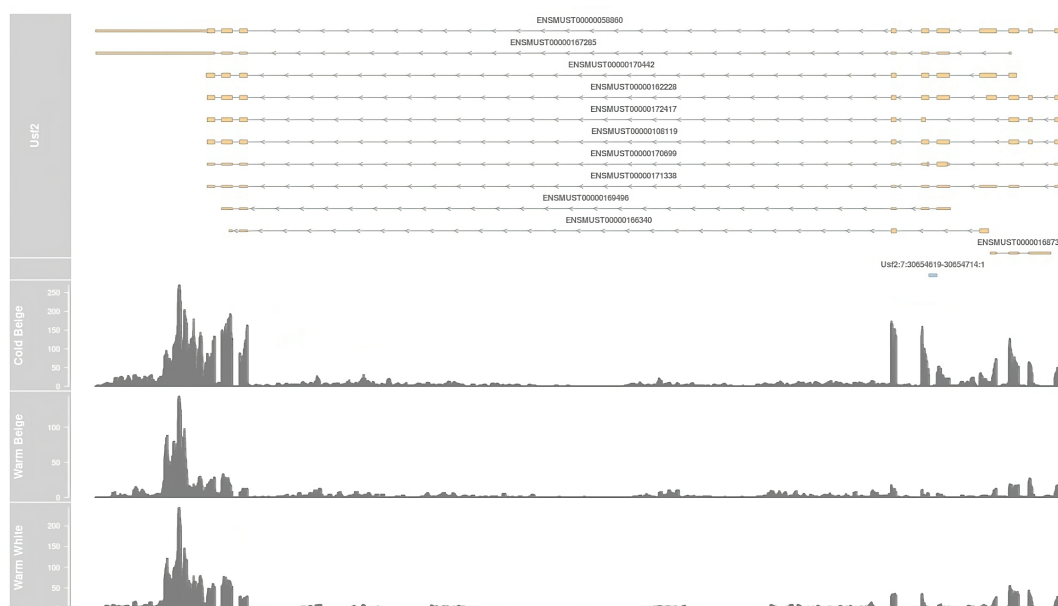 ENSMUST00000058860
ENSMUST00000167285
ENSMUST00000170442
ENSMUST00000162228
ENSMUST00000172417
ENSMUST00000108119
ENSMUST00000170699
ENSMUST00000171338
ENSMUST00000169496
ENSMUST00000166340
ENSMUST0000016873
Usf2
Usf2:7:30654619-30654714:1
Cold Beige
250
200
150
100
50
0
Warm Beige
100
50
0
Warm White
200
150
100
50